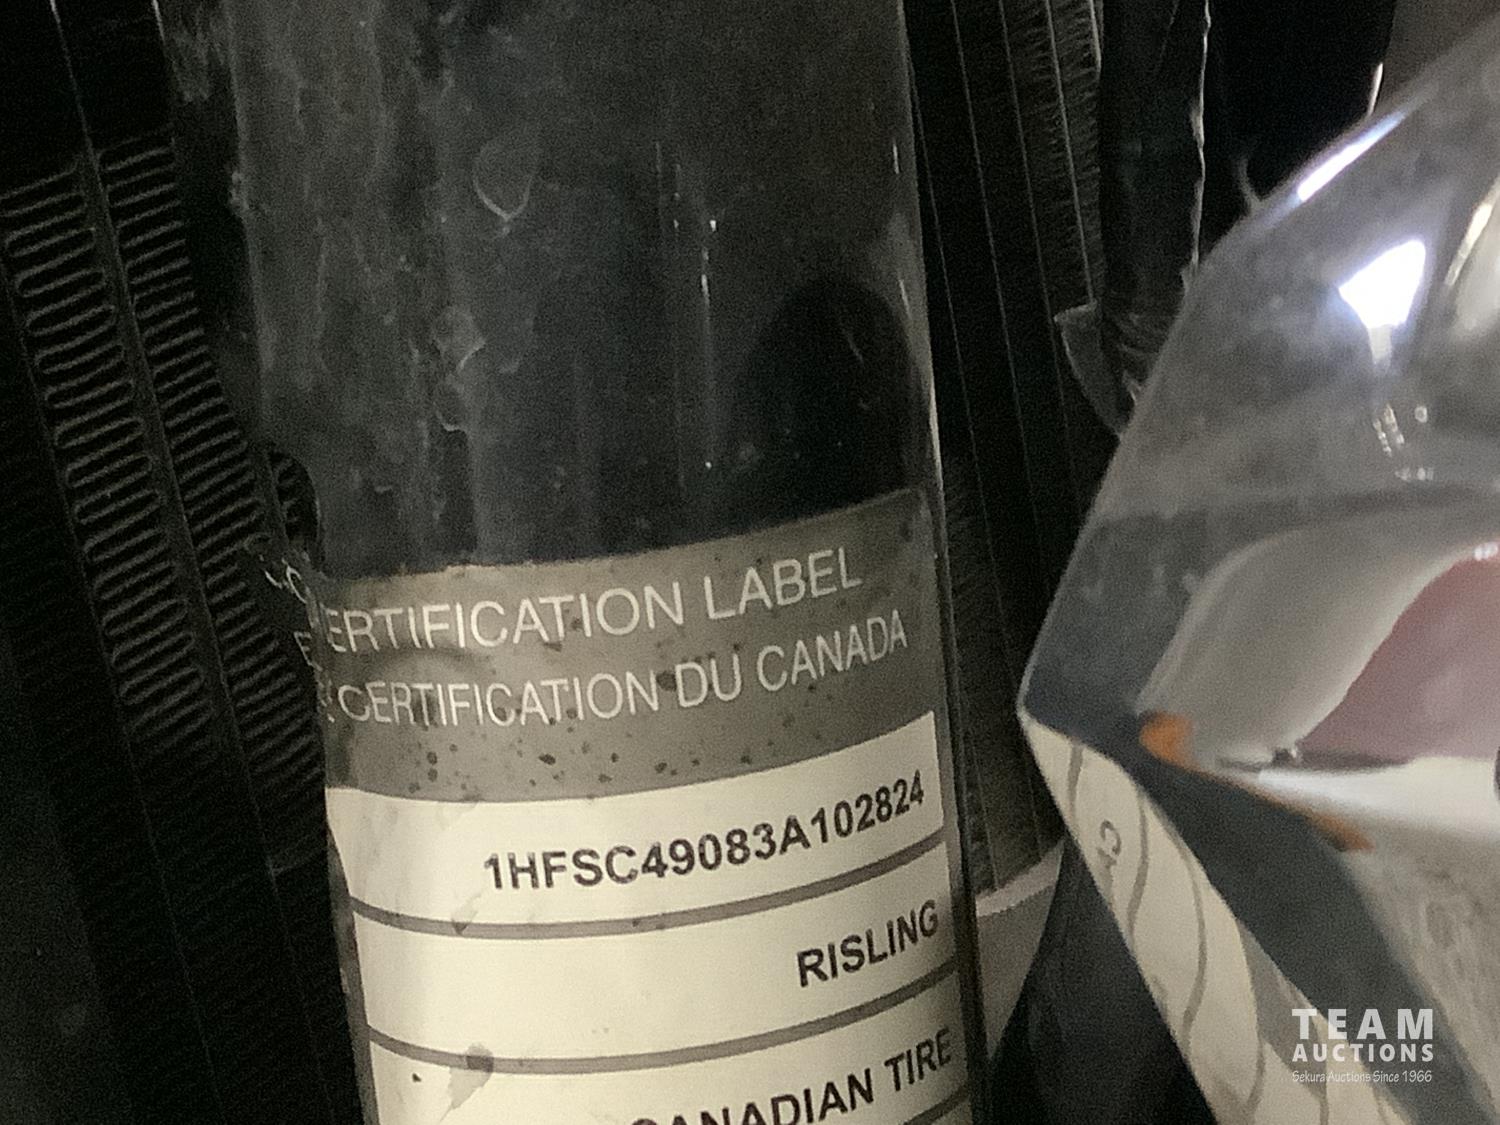 ERTIFICATION LABEL
CERTIFICATION DU CANADA
1HFSC49083A102824
RISLING
CANADIAN TIRE
TEAM
AUCTIONS
Sekura Auctions Since 1966